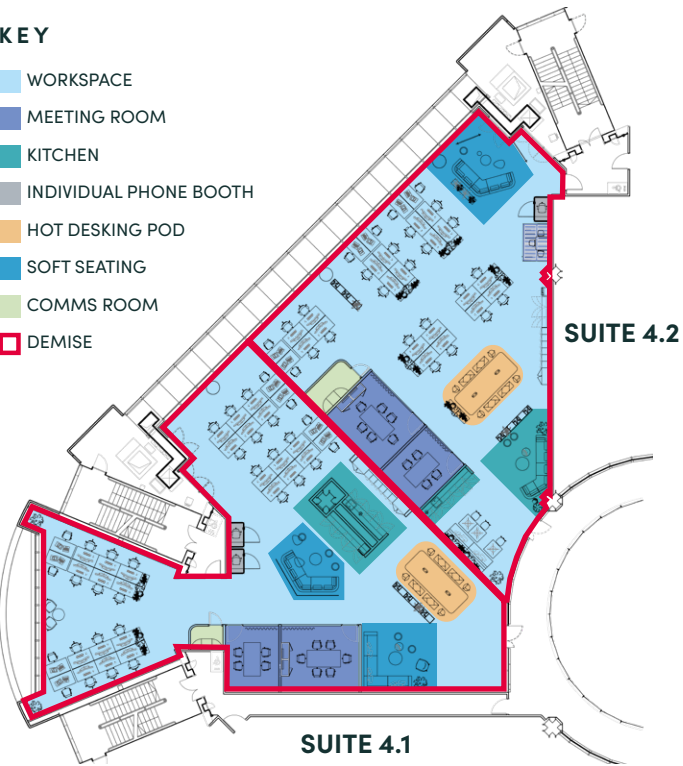 KEY
WORKSPACE
MEETING ROOM
KITCHEN
INDIVIDUAL PHONE BOOTH
HOT DESKING POD
SOFT SEATING
COMMS ROOM
DEMISE
SUITE 4.2
SUITE 4.1